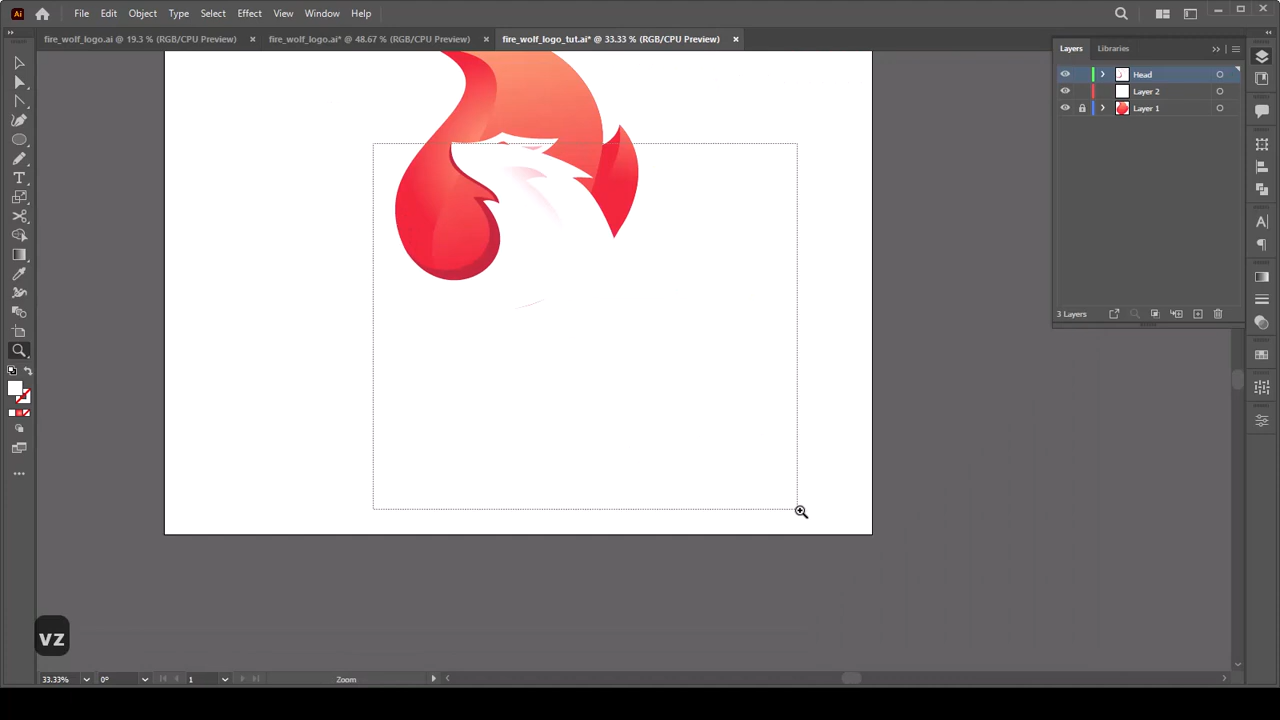 Ai File Edit Object Type Select Effect View Window Help
fire_wolf_logo.ai @ 19.3 % (RGB/CPU Preview) × fire_wolf_logo.ai* @ 48.67 % (RGB/CPU Preview) × fire_wolf_logo_tut.ai* @ 33.33 % (RGB/CPU Preview) ×
Layers Libraries
Head
Layer 2
Layer 1
3 Layers
vz
33.33% 0° 1 Zoom